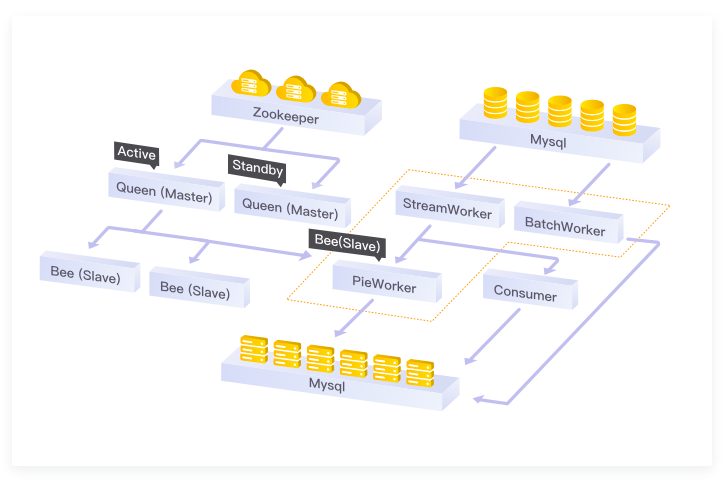 Zookeeper
Mysql
Active
Standby
Queen (Master)
Queen (Master)
StreamWorker
BatchWorker
Bee(Slave)
Bee (Slave)
Bee (Slave)
PieWorker
Consumer
Mysql